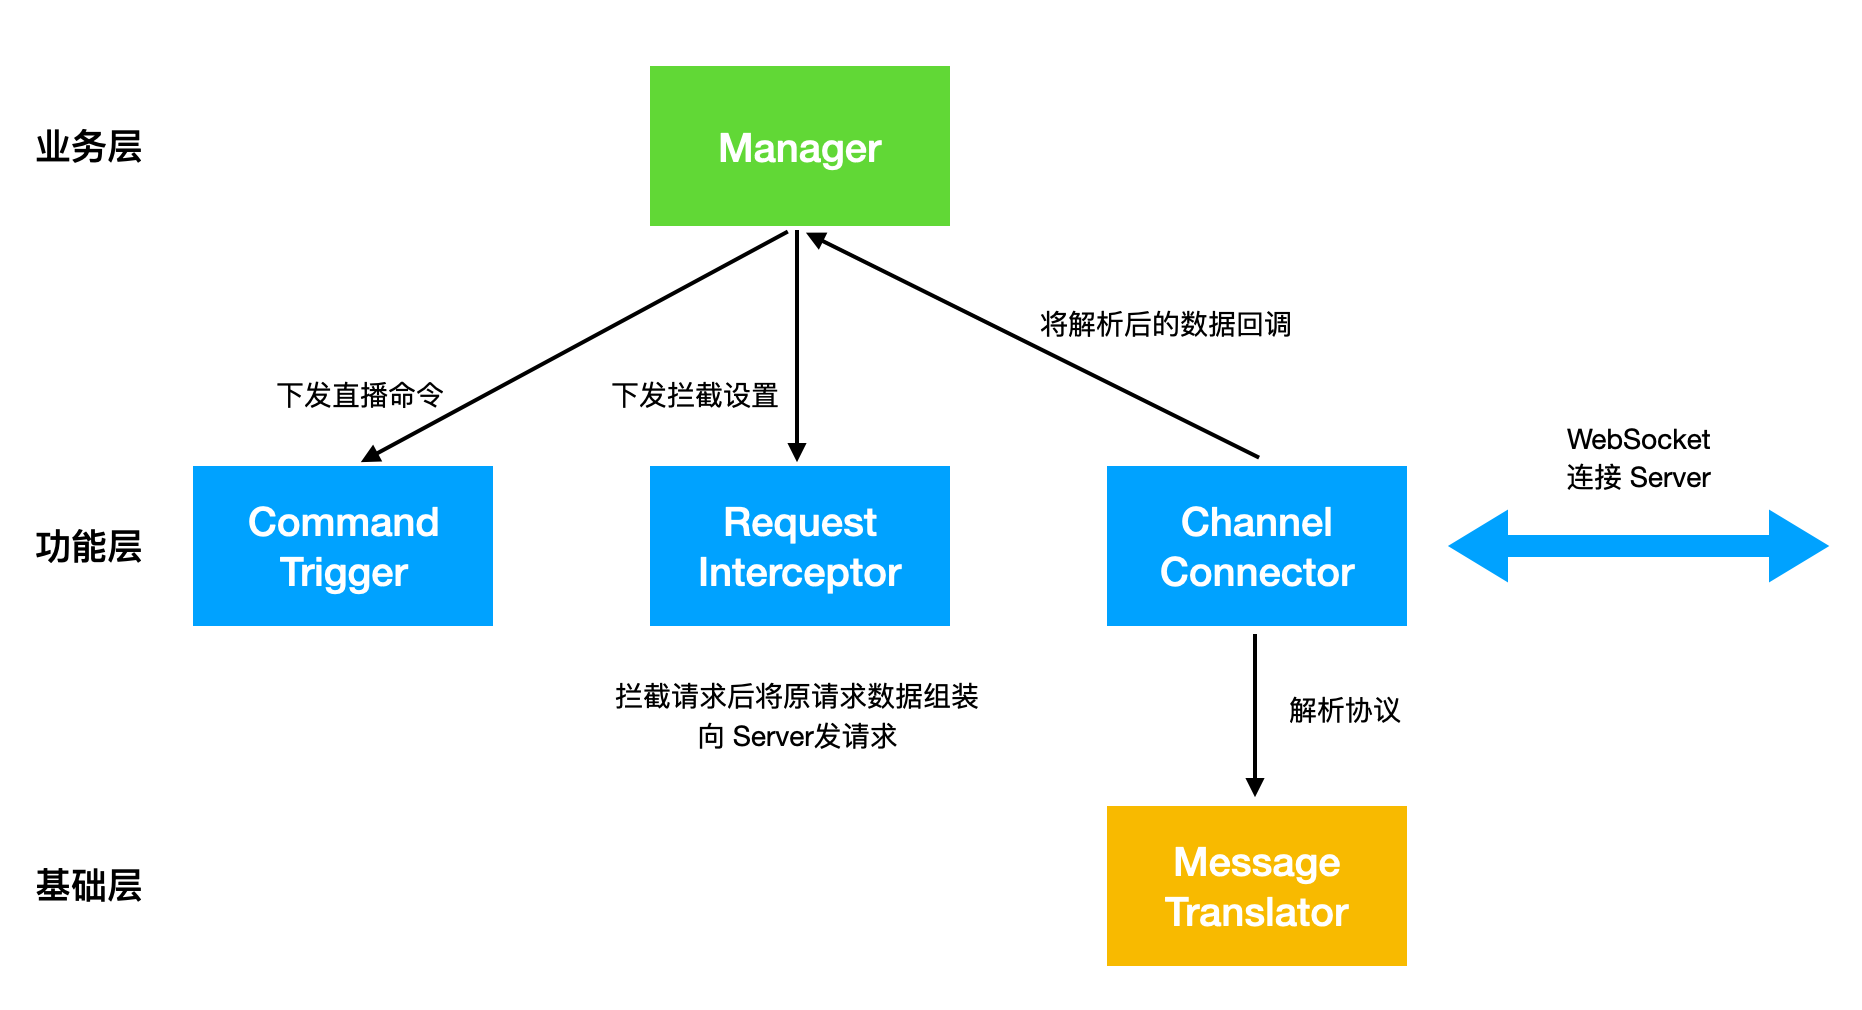 业务层
Manager
将解析后的数据回调
下发直播命令
下发拦截设置
WebSocket
连接 Server
功能层
Command
Trigger
Request
Interceptor
Channel
Connector
拦截请求后将原请求数据组装
向 Server发请求
解析协议
基础层
Message
Translator